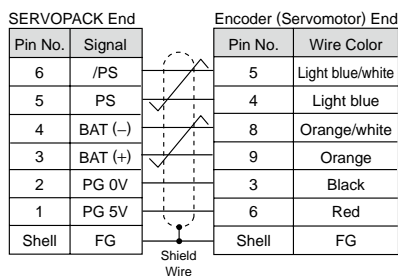 SERVOPACK End Encoder (Servomotor) End
Pin No. Signal Pin No. Wire Color
6 /PS 5 Light blue/white
5 PS 4 Light blue
4 BAT (−) 8 Orange/white
3 BAT (+) 9 Orange
2 PG 0V 3 Black
1 PG 5V 6 Red
Shell FG Shell FG
Shield
Wire